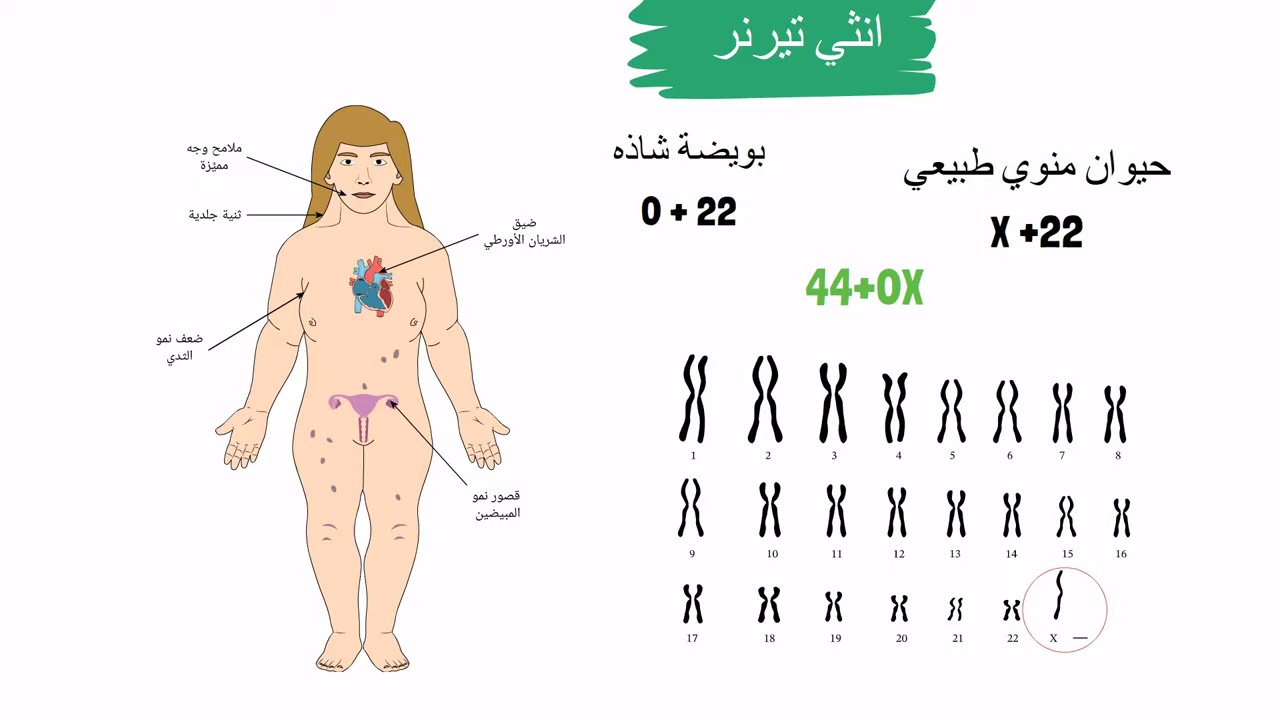 انثي تيرنر
حيوان منوي طبيعي
X +22
بويضة شاذه
0 + 22
44+0X
ملامح وجه
مميّزة
ثنية جلدية
ضيق
الشريان الأورطي
ضعف نمو
الثدي
قصور نمو
المبيضين
1 2 3 4 5 6 7 8
9 10 11 12 13 14 15 16
17 18 19 20 21 22 X —